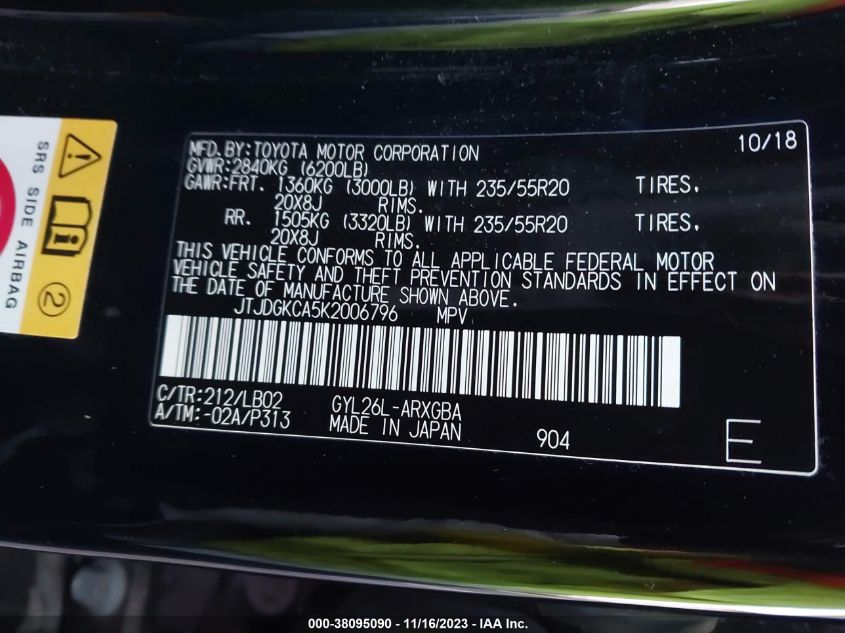 SRS SIDE AIRBAG
2
MFD.BY:TOYOTA MOTOR CORPORATION 10/18
GVWR:2840KG (6200LB)
GAWR:FRT. 1360KG (3000LB) WITH 235/55R20 TIRES.
20X8J RIMS.
RR. 1505KG (3320LB) WITH 235/55R20 TIRES.
20X8J RIMS.
THIS VEHICLE CONFORMS TO ALL APPLICABLE FEDERAL MOTOR
VEHICLE SAFETY AND THEFT PREVENTION STANDARDS IN EFFECT ON
THE DATE OF MANUFACTURE SHOWN ABOVE.
JTJDGKCA5K2006796 MPV
C/TR:212/LB02 GYL26L-ARXGBA
A/TM:-02A/P313 MADE IN JAPAN 904 E
000-38095090 - 11/16/2023 - IAA Inc.